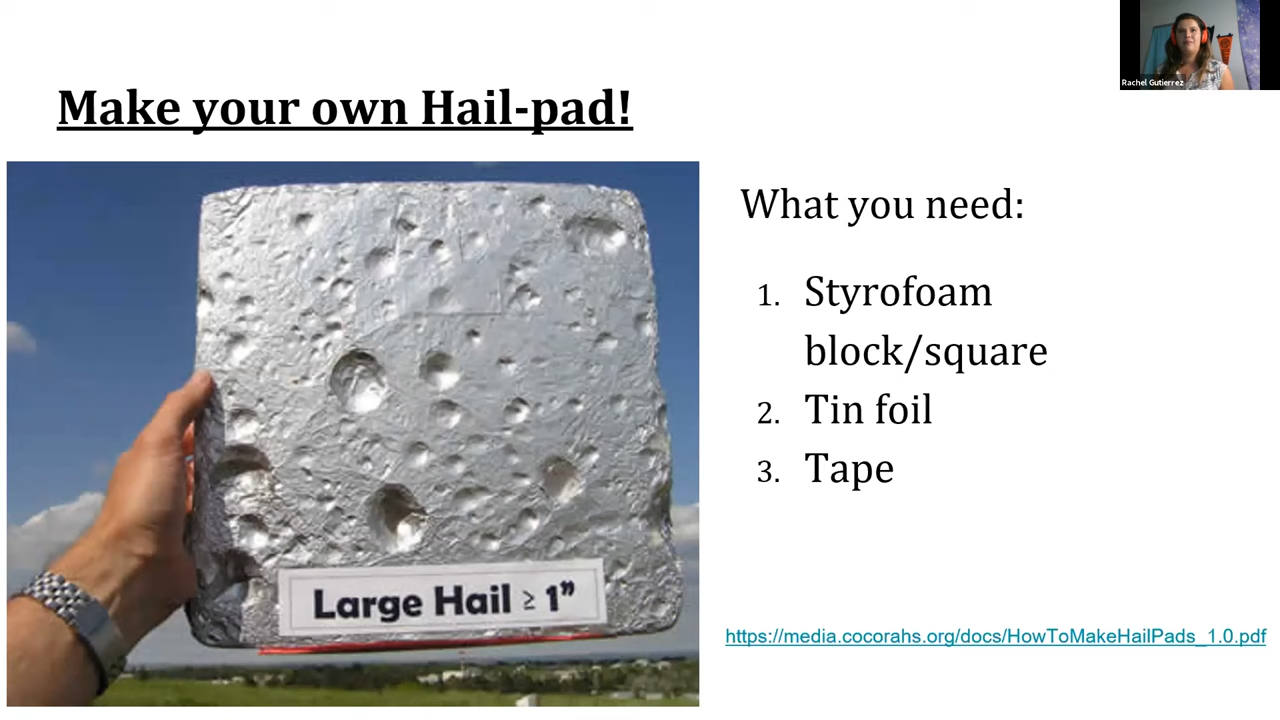 Rachel Gutierrez
Make your own Hail-pad!
What you need:
1. Styrofoam
block/square
2. Tin foil
3. Tape
Large Hail ≥ 1”
https://media.cocorahs.org/docs/HowToMakeHailPads_1.0.pdf